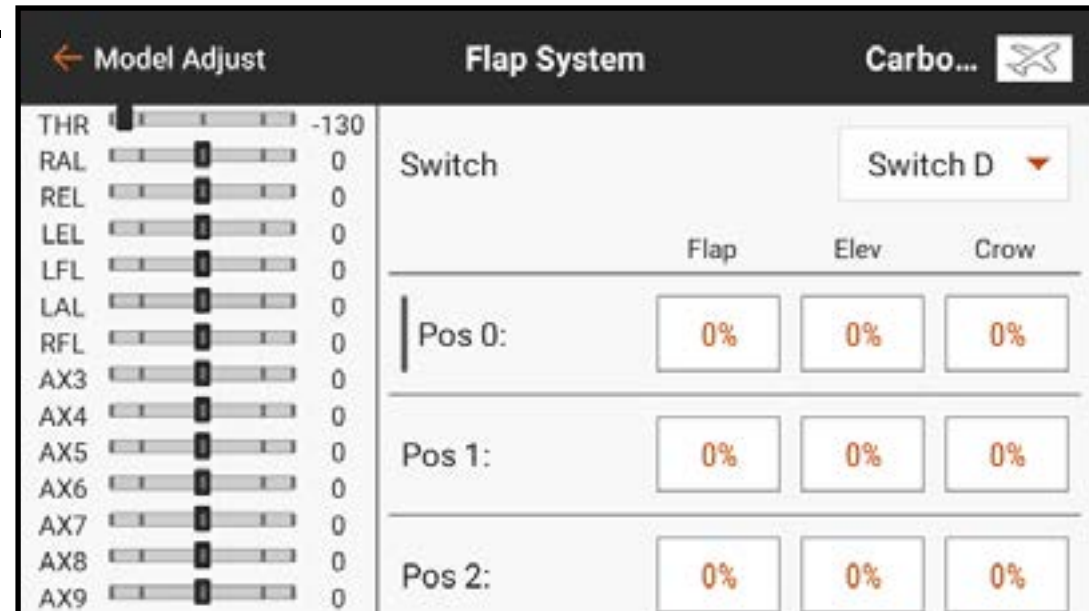 ← Model Adjust Flap System Carbo...
THR -130
RAL 0
REL 0
LEL 0
LFL 0
LAL 0
RFL 0
AX3 0
AX4 0
AX5 0
AX6 0
AX7 0
AX8 0
AX9 0
Switch Switch D
Flap Elev Crow
Pos 0: 0% 0% 0%
Pos 1: 0% 0% 0%
Pos 2: 0% 0% 0%